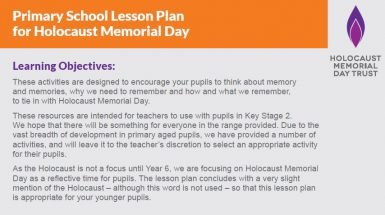 Primary School Lesson Plan
for Holocaust Memorial Day
HOLOCAUST
MEMORIAL
DAY TRUST
Learning Objectives:
These activities are designed to encourage your pupils to think about memory
and memories, why we need to remember and how and what we remember,
to tie in with Holocaust Memorial Day.
These resources are intended for teachers to use with pupils in Key Stage 2.
We hope that there will be something for everyone in the range provided. Due to the
vast breadth of development in primary aged pupils, we have provided a number of
activities, and will leave it to the teacher's discretion to select an appropriate activity
for their pupils.
As the Holocaust is not a focus until Year 6, we are focusing on Holocaust Memorial
Day as a reflective time for pupils. The lesson plan concludes with a very slight
mention of the Holocaust – although this word is not used – so that this lesson plan
is appropriate for your younger pupils.